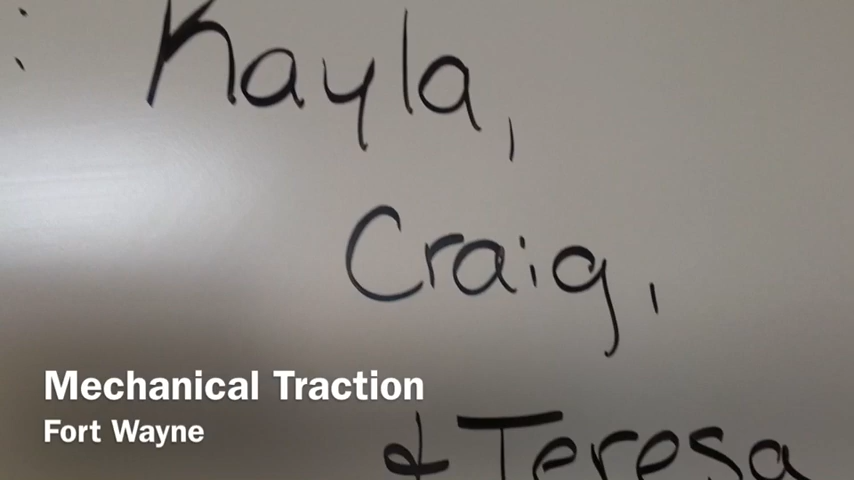 : Kayla,
Craig,
& Teresa
Mechanical Traction
Fort Wayne